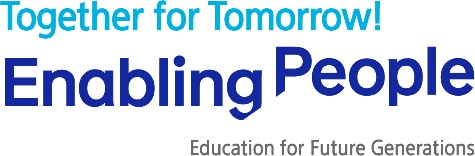 Together for Tomorrow!
Enabling People
Education for Future Generations